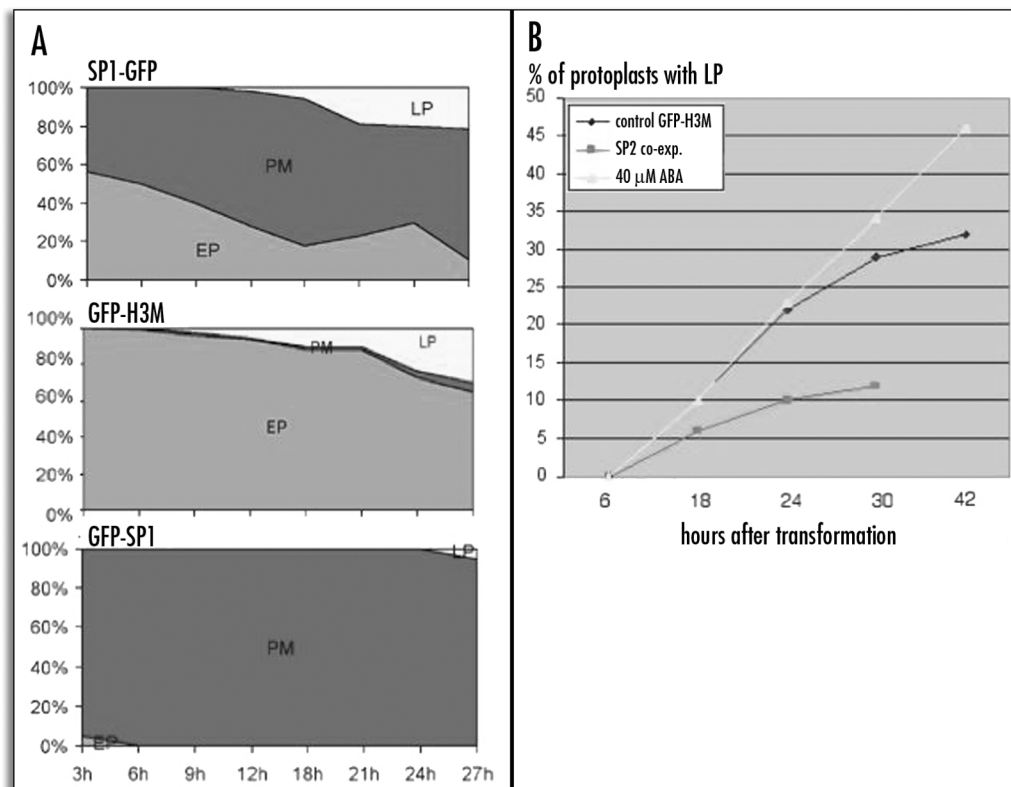 A
SP1-GFP
100%
80%
60%
40%
20%
0%
LP
PM
EP
GFP-H3M
100%
80%
60%
40%
20%
0%
PM
LP
EP
GFP-SP1
100%
80%
60%
40%
20%
0%
LP
PM
EP
3h 6h 9h 12h 18h 21h 24h 27h
B
% of protoplasts with LP
50
45
40
35
30
25
20
15
10
5
0
control GFP-H3M
SP2 co-exp.
40 µM ABA
6 18 24 30 42
hours after transformation